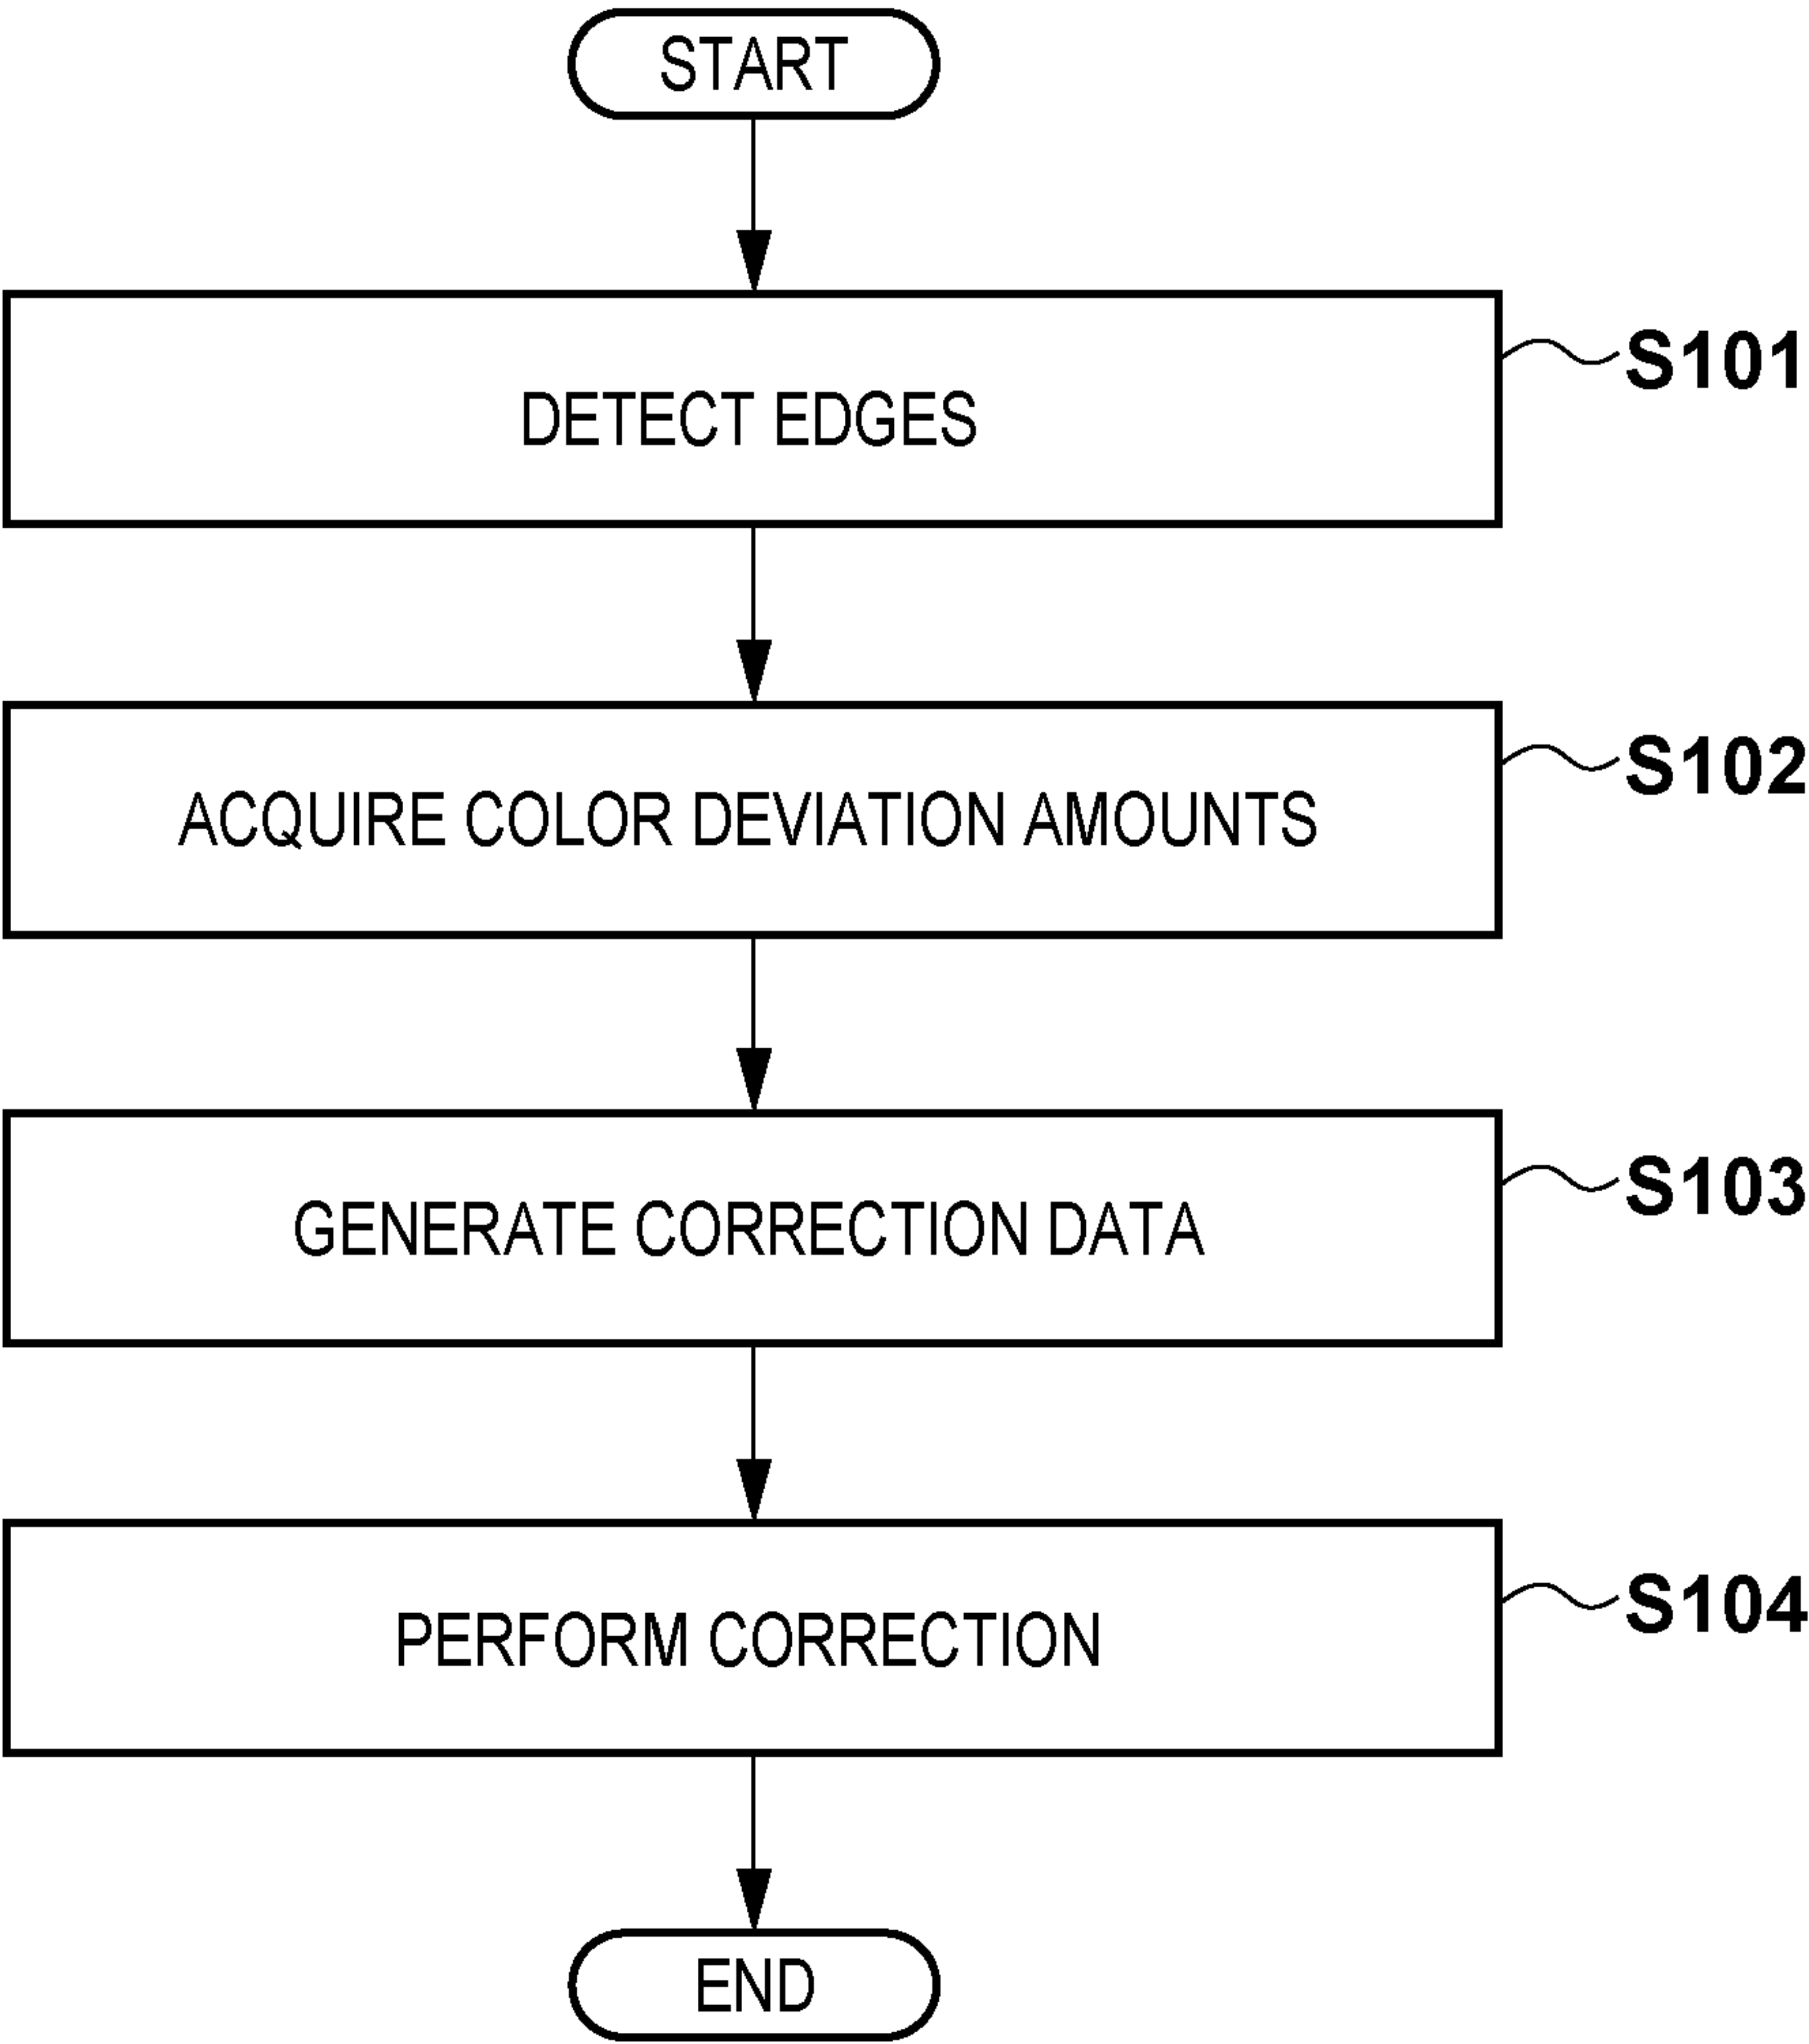 START
DETECT EDGES
S101
ACQUIRE COLOR DEVIATION AMOUNTS
S102
GENERATE CORRECTION DATA
S103
PERFORM CORRECTION
S104
END